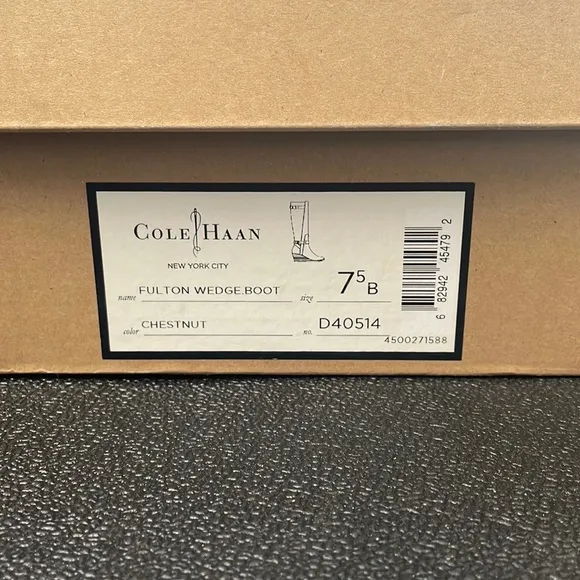 COLE HAAN
NEW YORK CITY
name FULTON WEDGE.BOOT size 7⁵ B
color CHESTNUT no. D40514
4500271588
6 82942 45479 2